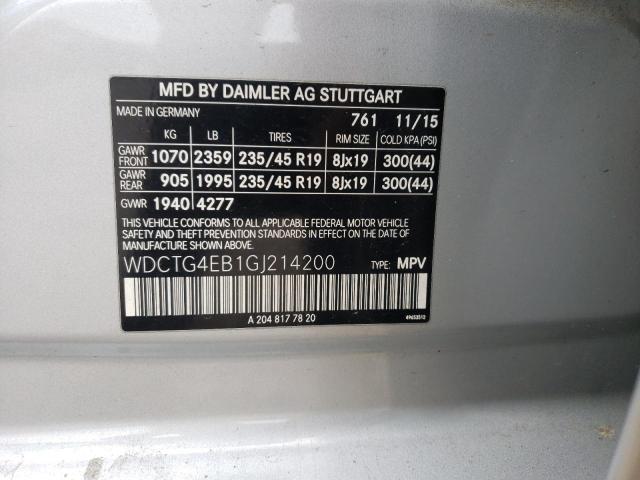 MFD BY DAIMLER AG STUTTGART
MADE IN GERMANY 761 11/15
KG LB TIRES RIM SIZE COLD KPA (PSI)
GAWR FRONT 1070 2359 235/45 R19 8Jx19 300(44)
GAWR REAR 905 1995 235/45 R19 8Jx19 300(44)
GVWR 1940 4277
THIS VEHICLE CONFORMS TO ALL APPLICABLE FEDERAL MOTOR VEHICLE
SAFETY, BUMPER AND THEFT PREVENTION STANDARDS IN EFFECT ON THE
DATE OF MANUFACTURE SHOWN ABOVE.
WDCTG4EB1GJ214200 TYPE: MPV
A 204 817 78 20